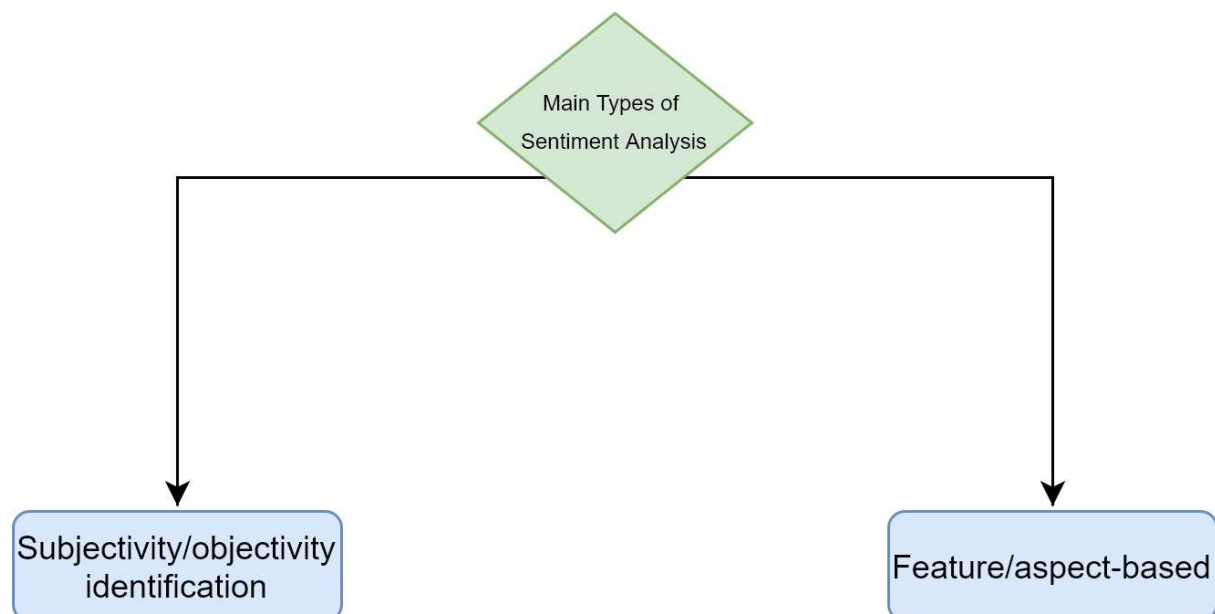 Main Types of
Sentiment Analysis
Subjectivity/objectivity
identification
Feature/aspect-based